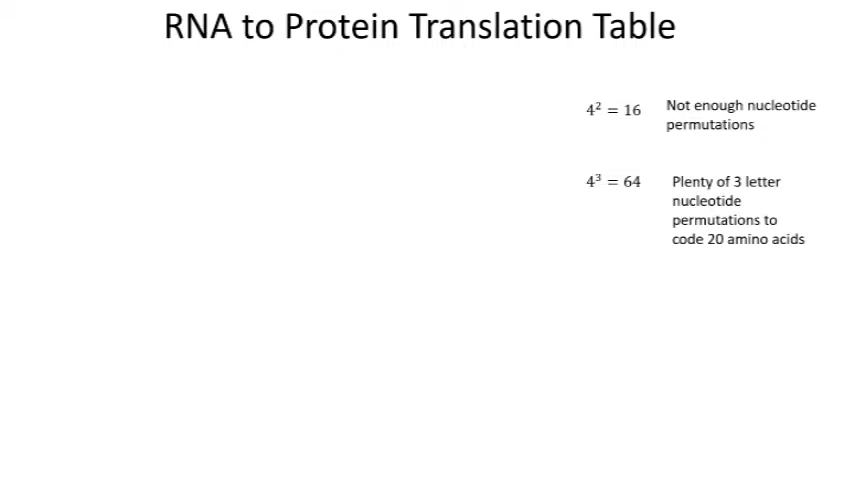 RNA to Protein Translation Table
4² = 16
Not enough nucleotide
permutations
4³ = 64
Plenty of 3 letter
nucleotide
permutations to
code 20 amino acids